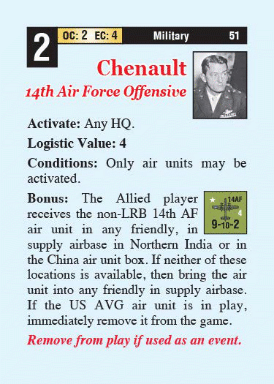 2
OC: 2 EC: 4 Military 51
Chenault
14th Air Force Offensive
Activate: Any HQ.
Logistic Value: 4
Conditions: Only air units may be
activated.
Bonus: The Allied player
receives the non-LRB 14th AF
air unit in any friendly, in
supply airbase in Northern India or in
the China air unit box. If neither of these
locations is available, then bring the air
unit into any friendly in supply airbase.
If the US AVG air unit is in play,
immediately remove it from the game.
14AF
4
9-10-2
Remove from play if used as an event.